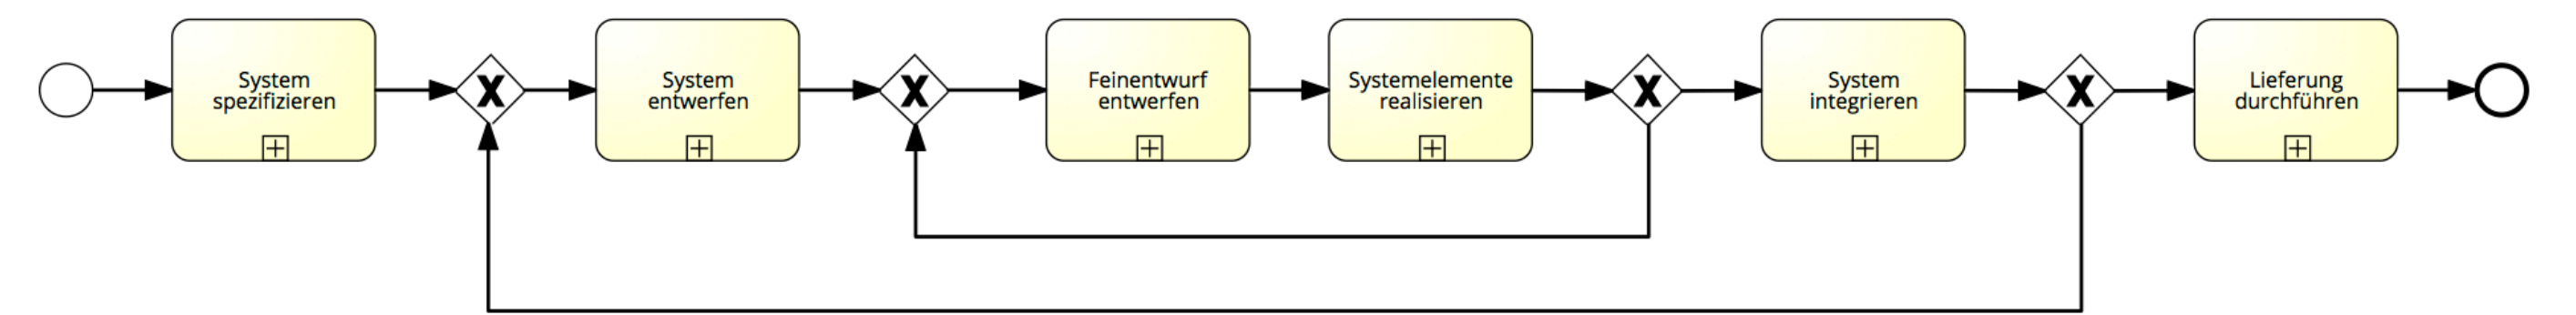 System
spezifizieren
System
entwerfen
Feinentwurf
entwerfen
Systemelemente
realisieren
System
integrieren
Lieferung
durchführen